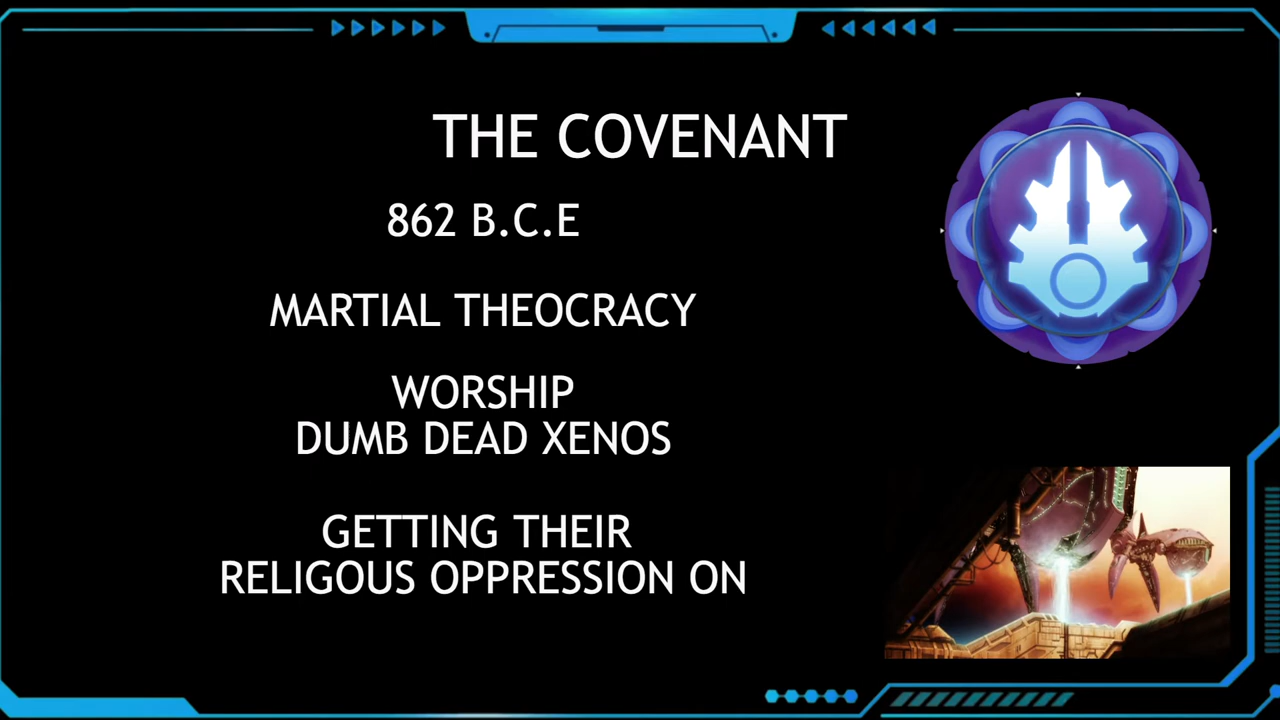 THE COVENANT
862 B.C.E
MARTIAL THEOCRACY
WORSHIP
DUMB DEAD XENOS
GETTING THEIR
RELIGOUS OPPRESSION ON